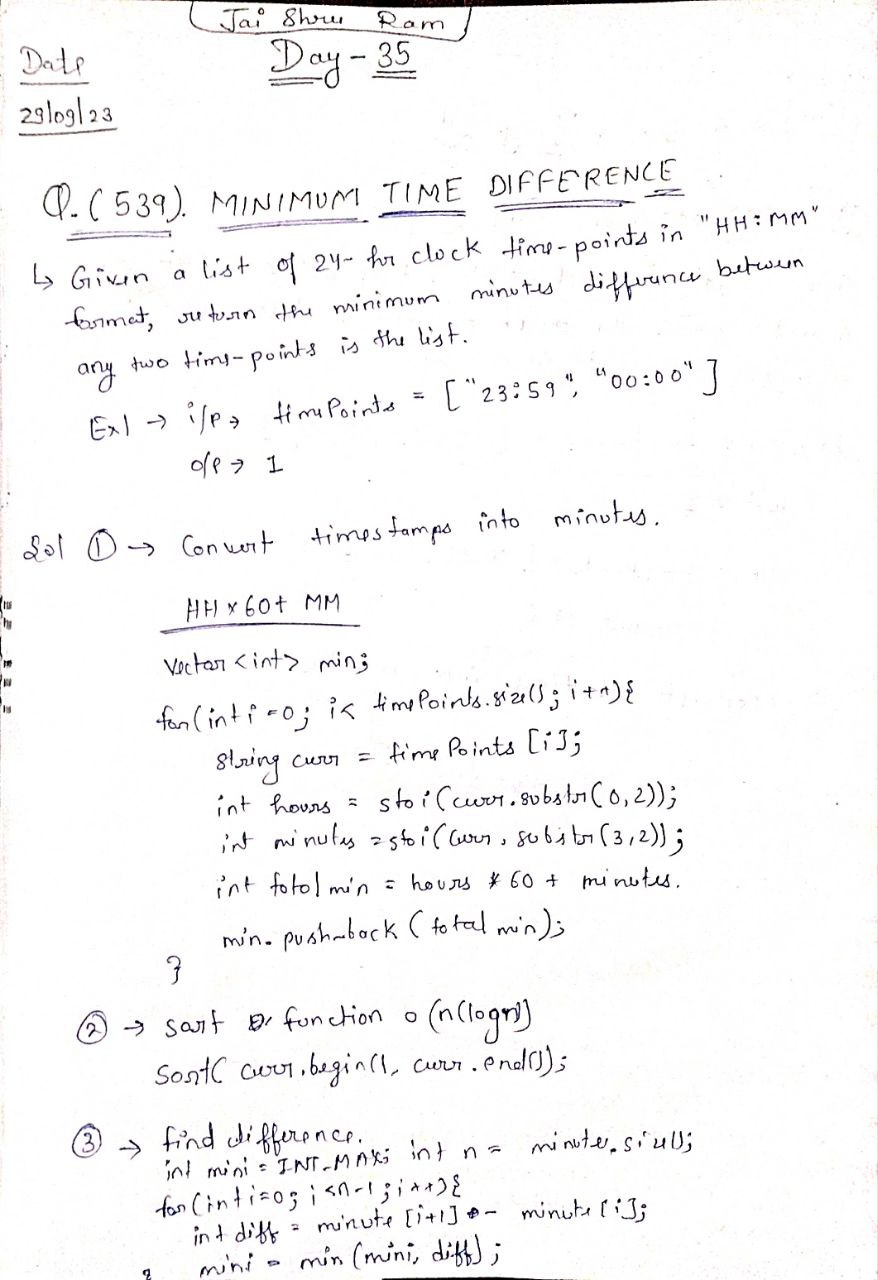 Jai Shree Ram
Day - 35
Date
29/09/23
Q. (539). MINIMUM TIME DIFFERENCE
↳ Given a list of 24- hr clock time-points in "HH:MM"
format, return the minimum minutes difference between
any two time-points is the list.
Ex1 → i/p → timePoints = ["23:59", "00:00"]
o/p → 1
Sol ① → Convert timestamps into minutes.
HH x 60+ MM
Vector <int> min;
for(int i=0; i< timePoints.size(); i++){
string curr = timePoints [i];
int hours = stoi(curr.substr(0,2));
int minutes = stoi(curr, substr(3,2));
int totolmin = hours * 60 + minutes.
min. push_back (total min);
}
② → sort function o(n(logn))
Sort( curr.begin(), curr.end());
③ → find difference.
int mini = INT_MAX; int n = minute.size();
for(int i=0; i<n-1; i++){
int diff = minute [i+1] - minute [i];
mini = min (mini, diff);
}